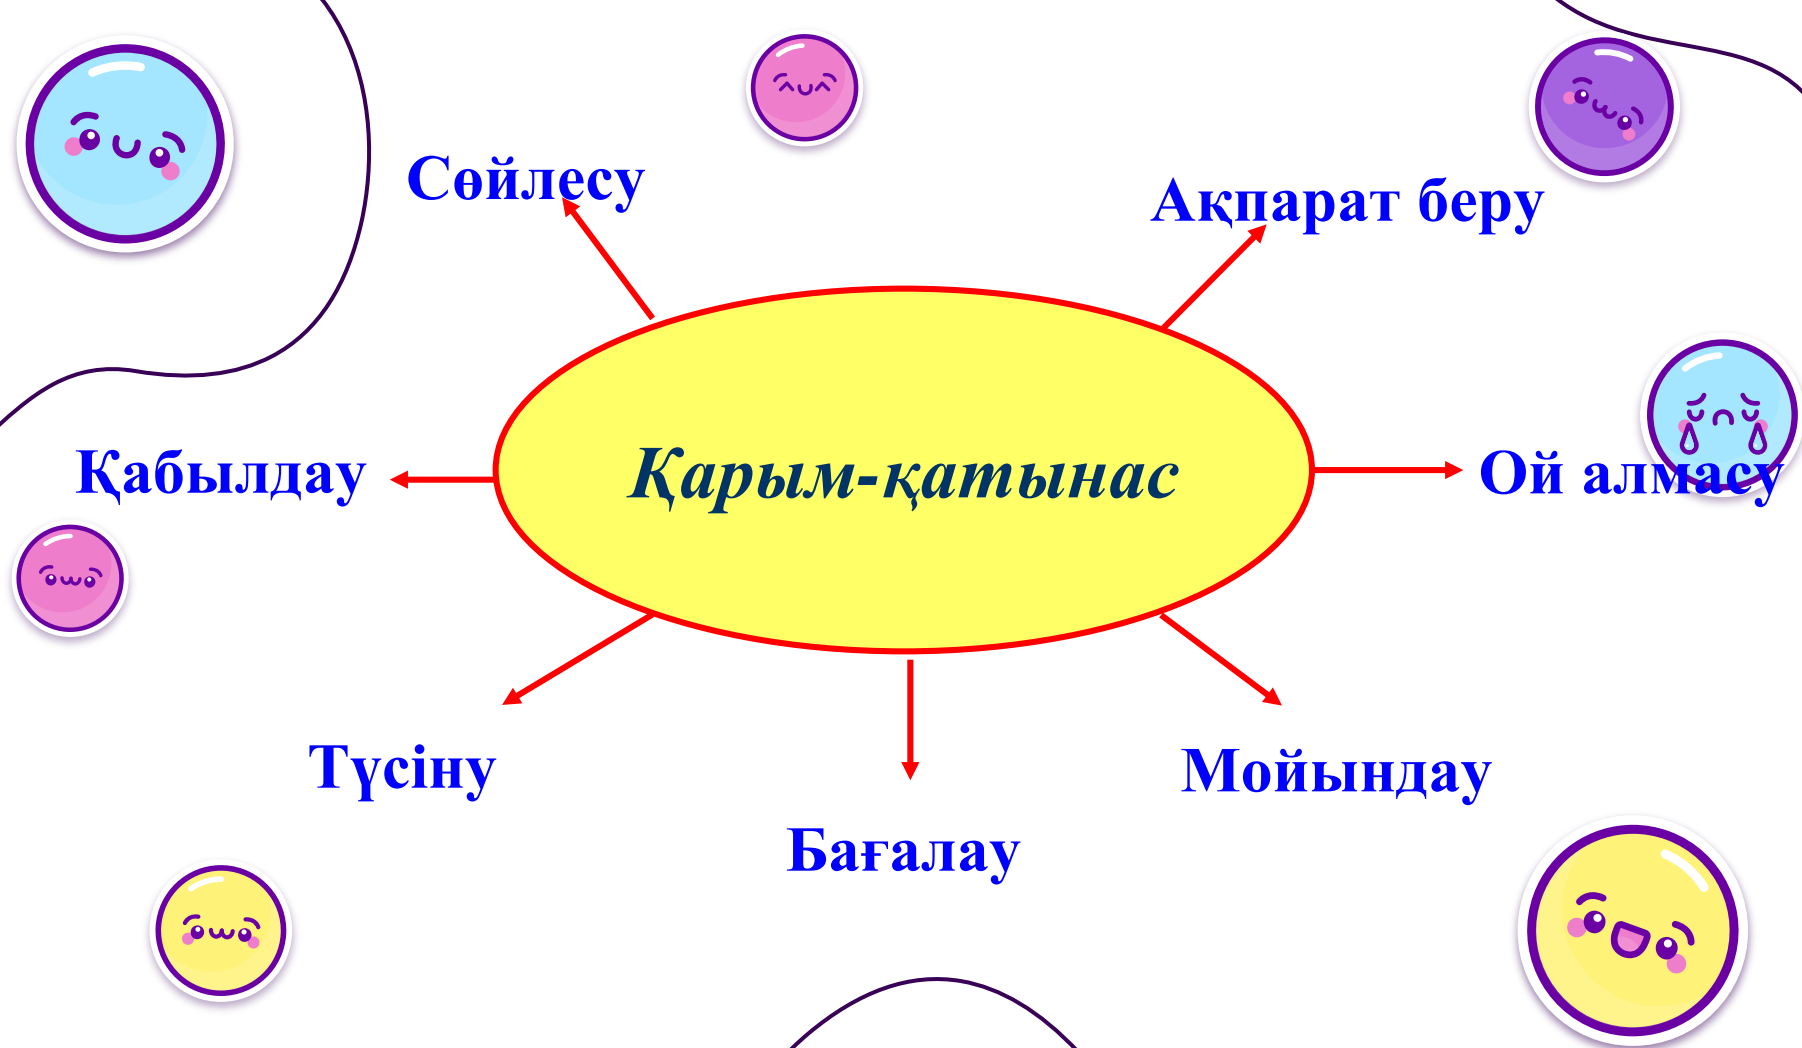 Сөйлесу
Ақпарат беру
Қабылдау
Қарым-қатынас
Ой алмасу
Түсіну
Мойындау
Бағалау